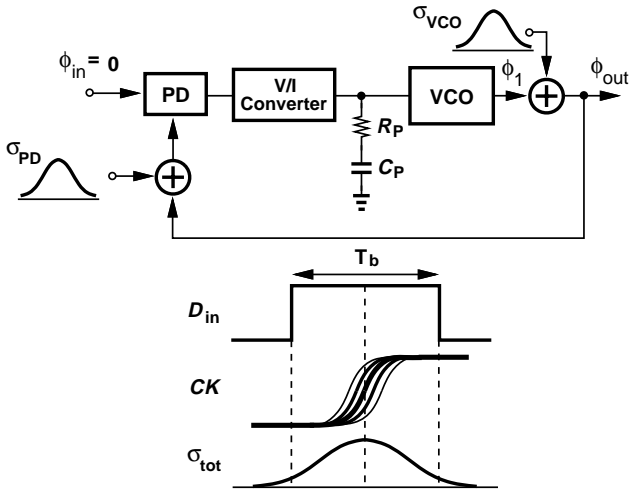 σVCO
ϕin = 0
PD
V/I
Converter
VCO
ϕ1
ϕout
RP
CP
σPD
Tb
Din
CK
σtot